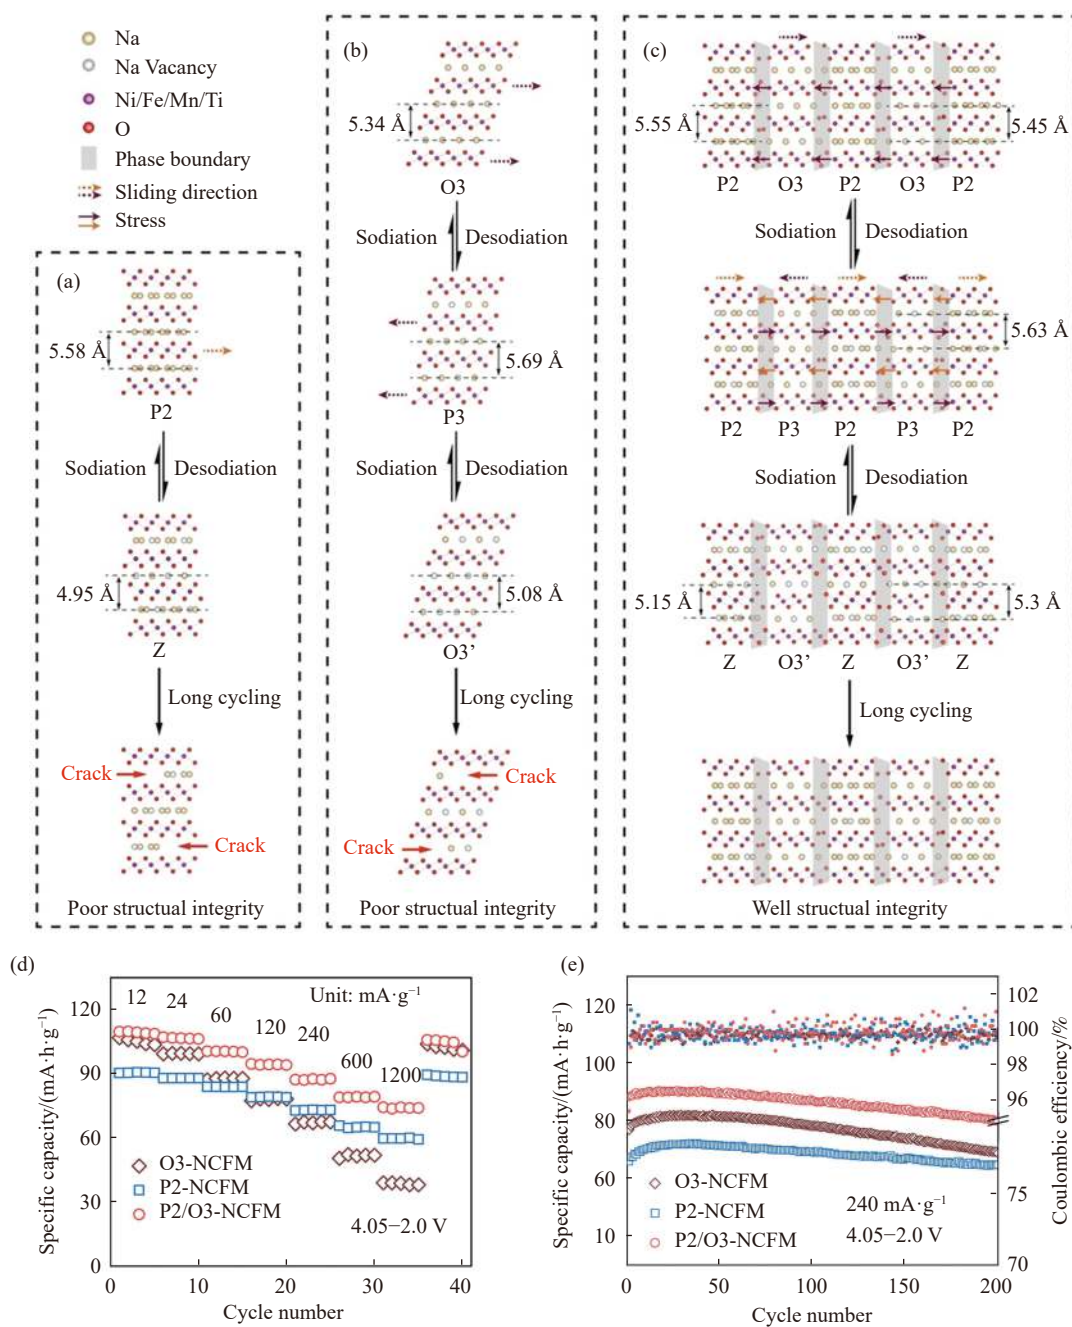 Na
Na Vacancy
Ni/Fe/Mn/Ti
O
Phase boundary
Sliding direction
Stress
(a)
5.58 Å
P2
Sodiation
Desodiation
4.95 Å
Z
Long cycling
Crack
Crack
Poor structual integrity
(b)
5.34 Å
O3
Sodiation
Desodiation
5.69 Å
P3
Sodiation
Desodiation
5.08 Å
O3’
Long cycling
Crack
Crack
Poor structual integrity
(c)
5.55 Å
5.45 Å
P2 O3 P2 O3 P2
Sodiation
Desodiation
5.63 Å
P2 P3 P2 P3 P2
Sodiation
Desodiation
5.15 Å
5.3 Å
Z O3’ Z O3’ Z
Long cycling
Well structual integrity
(d)
Specific capacity/(mA·h·g⁻¹)
120
90
60
30
0
12 24 60 120 240 600 1200
Unit: mA·g⁻¹
O3-NCFM
P2-NCFM
P2/O3-NCFM
4.05−2.0 V
0 10 20 30 40
Cycle number
(e)
Specific capacity/(mA·h·g⁻¹)
120
100
80
60
10
O3-NCFM
P2-NCFM
P2/O3-NCFM
240 mA·g⁻¹
4.05−2.0 V
102
100
98
96
75
70
Coulombic efficiency/%
0 50 100 150 200
Cycle number